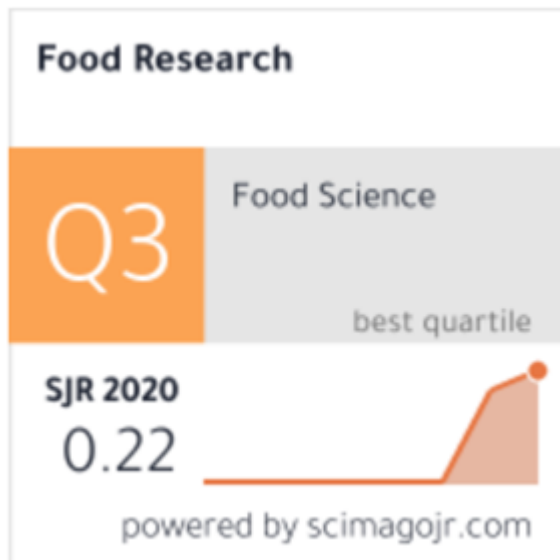 Food Research
Q3
Food Science
best quartile
SJR 2020
0.22
powered by scimagojr.com